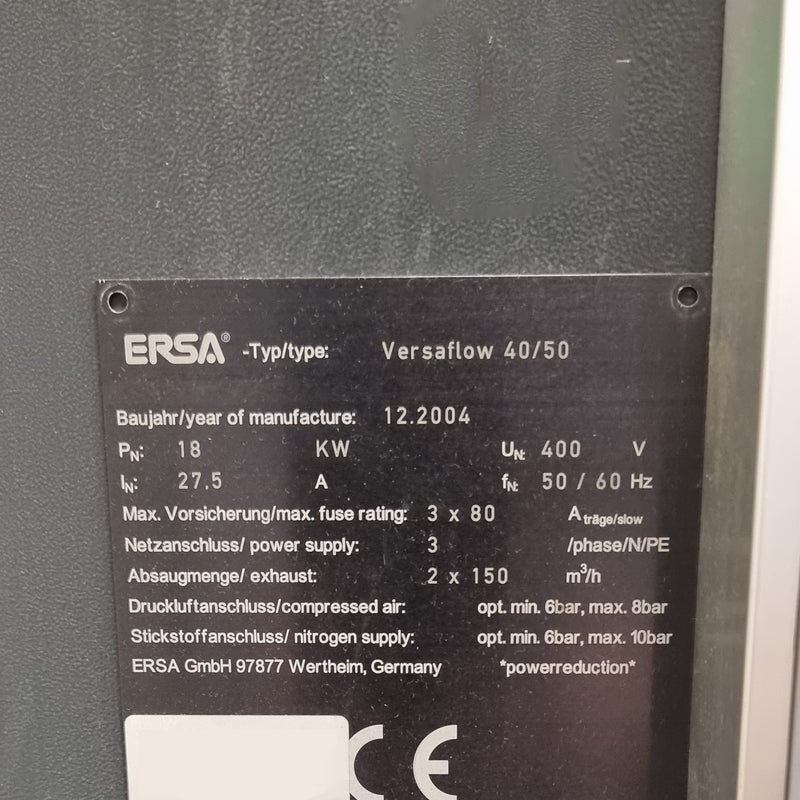 ERSA® -Typ/type: Versaflow 40/50
Baujahr/year of manufacture: 12.2004
PN: 18 KW UN: 400 V
IN: 27.5 A fN: 50 / 60 Hz
Max. Vorsicherung/max. fuse rating: 3 x 80 A träge/slow
Netzanschluss/ power supply: 3 /phase/N/PE
Absaugmenge/ exhaust: 2 x 150 m³/h
Druckluftanschluss/compressed air: opt. min. 6bar, max. 8bar
Stickstoffanschluss/ nitrogen supply: opt. min. 6bar, max. 10bar
ERSA GmbH 97877 Wertheim, Germany *powerreduction*
CE